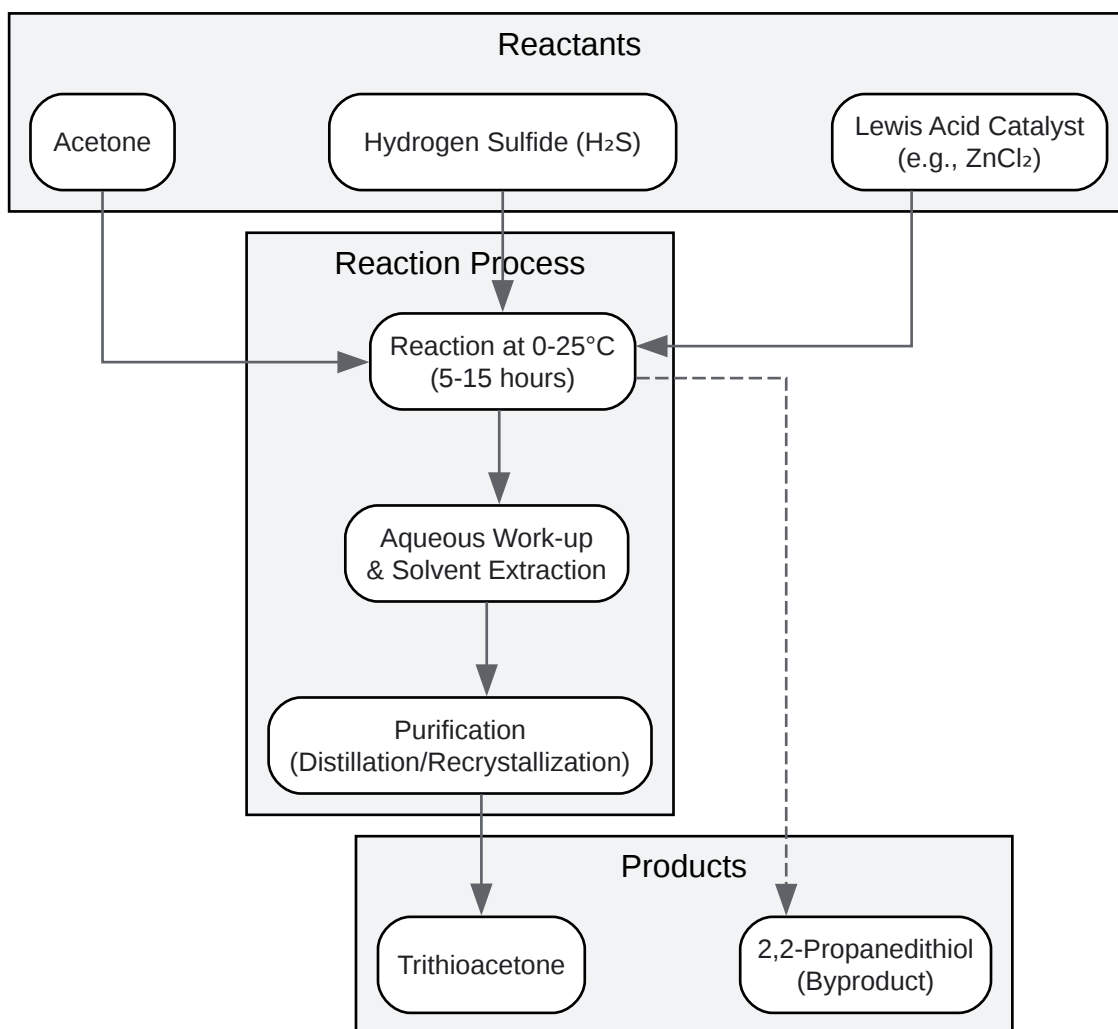 Reactants
Acetone
Hydrogen Sulfide (H₂S)
Lewis Acid Catalyst
(e.g., ZnCl₂)
Reaction Process
Reaction at 0-25°C
(5-15 hours)
Aqueous Work-up
& Solvent Extraction
Purification
(Distillation/Recrystallization)
Products
Trithioacetone
2,2-Propanedithiol
(Byproduct)